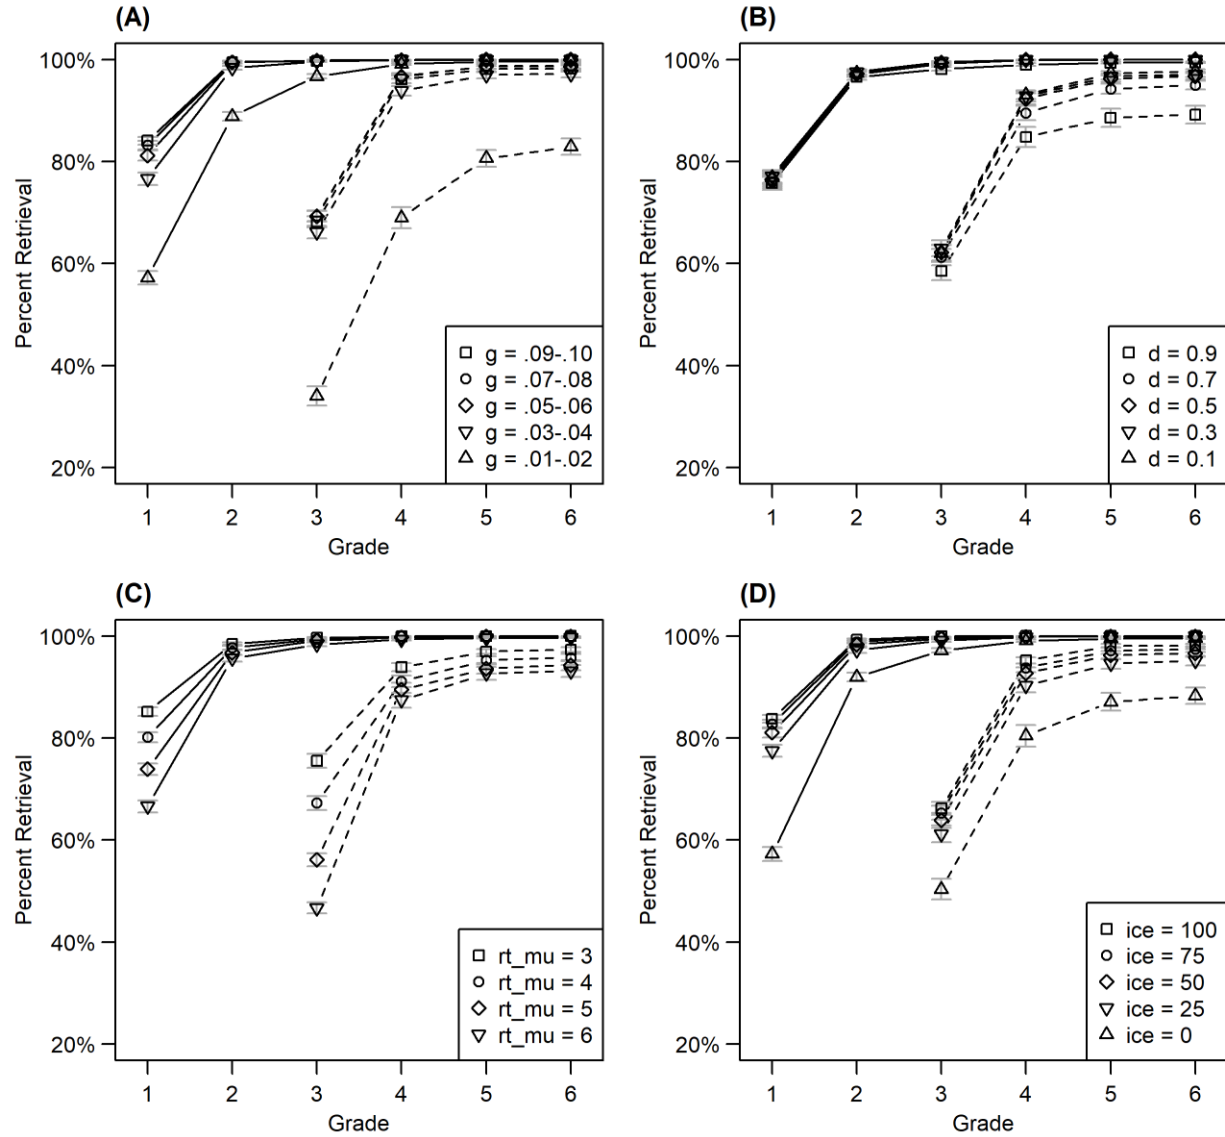 (A)
Percent Retrieval
100%
80%
60%
40%
20%
g = .09-.10
g = .07-.08
g = .05-.06
g = .03-.04
g = .01-.02
1 2 3 4 5 6
Grade
(B)
Percent Retrieval
100%
80%
60%
40%
20%
d = 0.9
d = 0.7
d = 0.5
d = 0.3
d = 0.1
1 2 3 4 5 6
Grade
(C)
Percent Retrieval
100%
80%
60%
40%
20%
rt_mu = 3
rt_mu = 4
rt_mu = 5
rt_mu = 6
1 2 3 4 5 6
Grade
(D)
Percent Retrieval
100%
80%
60%
40%
20%
ice = 100
ice = 75
ice = 50
ice = 25
ice = 0
1 2 3 4 5 6
Grade